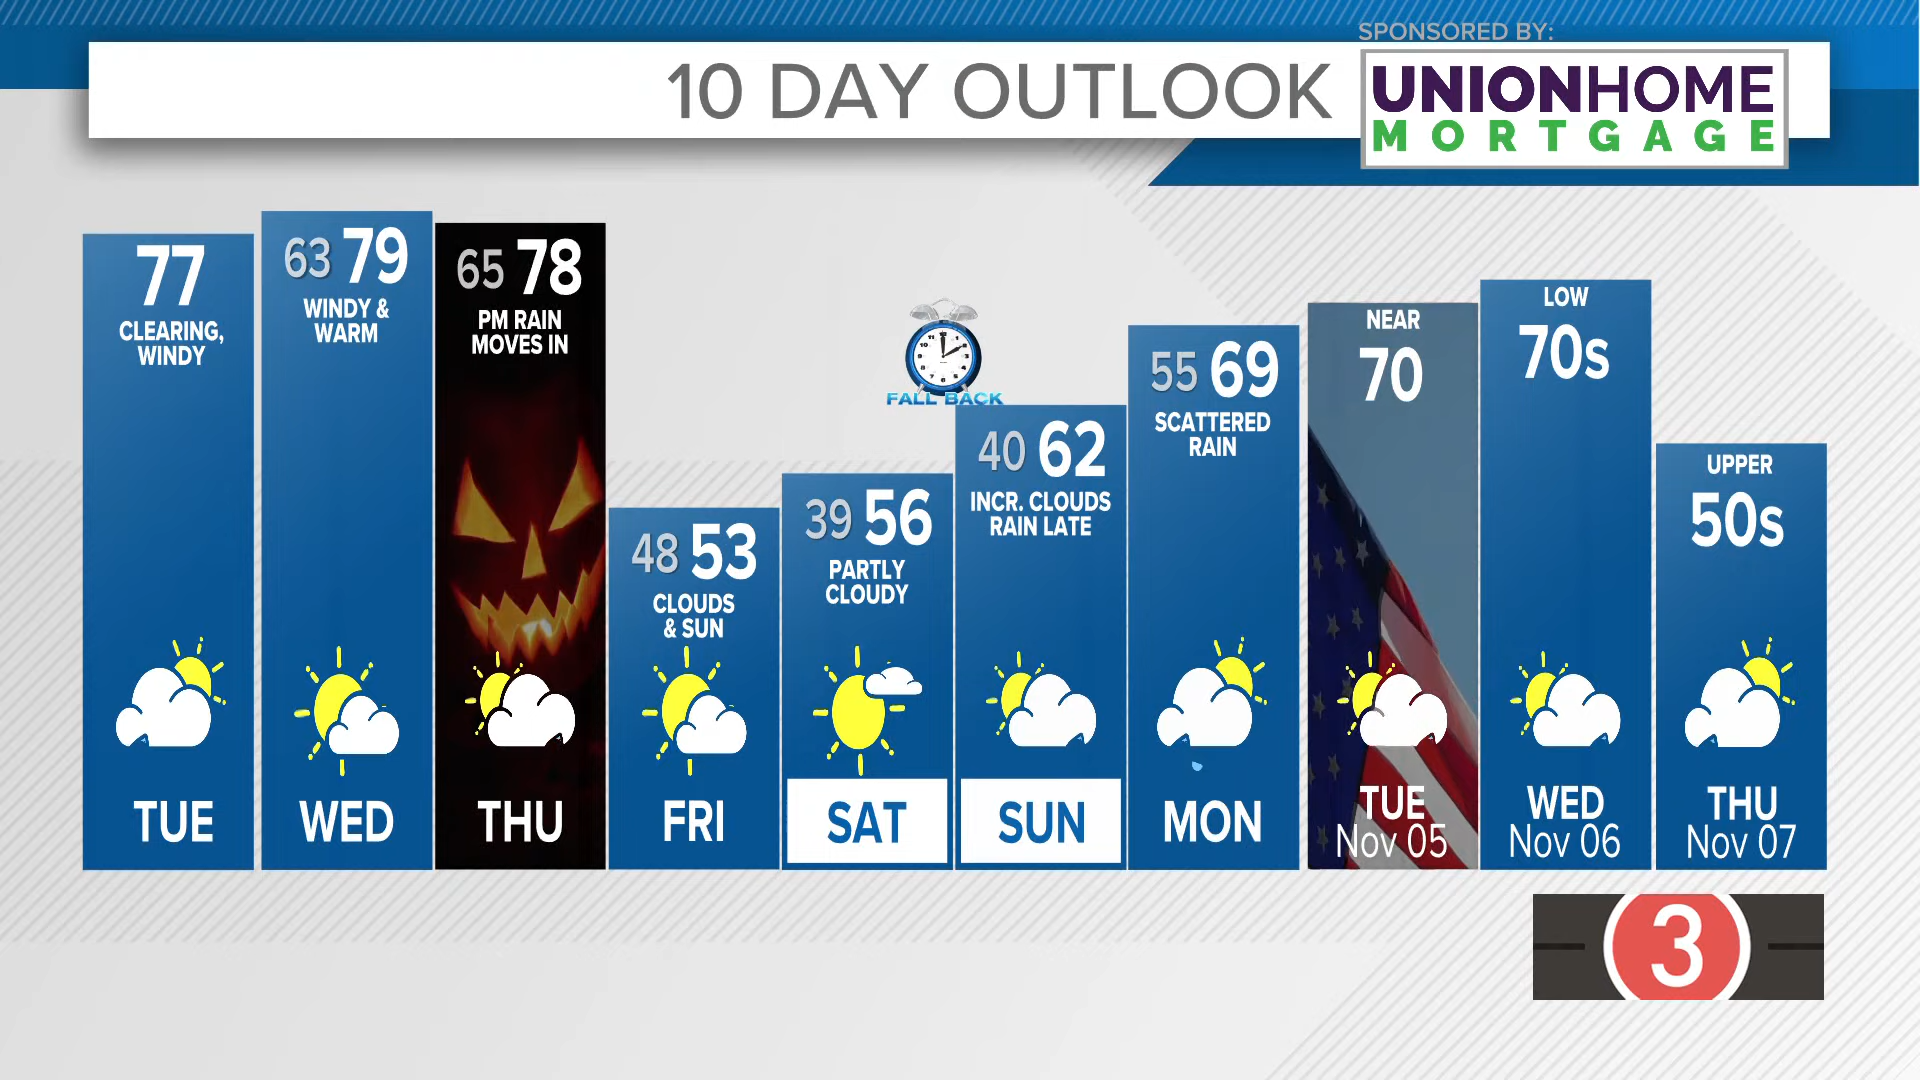 SPONSORED BY:
10 DAY OUTLOOK
UNIONHOME
MORTGAGE
77
CLEARING,
WINDY
TUE
63 79
WINDY &
WARM
WED
65 78
PM RAIN
MOVES IN
THU
48 53
CLOUDS
& SUN
FRI
39 56
PARTLY
CLOUDY
SAT
FALL BACK
40 62
INCR. CLOUDS
RAIN LATE
SUN
55 69
SCATTERED
RAIN
MON
NEAR
70
TUE
Nov 05
LOW
70s
WED
Nov 06
UPPER
50s
THU
Nov 07
3